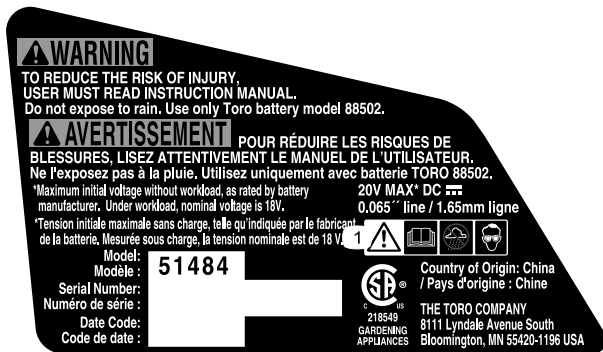 WARNING
TO REDUCE THE RISK OF INJURY,
USER MUST READ INSTRUCTION MANUAL.
Do not expose to rain. Use only Toro battery model 88502.
AVERTISSEMENT POUR RÉDUIRE LES RISQUES DE
BLESSURES, LISEZ ATTENTIVEMENT LE MANUEL DE L'UTILISATEUR.
Ne l'exposez pas à la pluie. Utilisez uniquement avec batterie TORO 88502.
*Maximum initial voltage without workload, as rated by battery
manufacturer. Under workload, nominal voltage is 18V.
*Tension initiale maximale sans charge, telle qu'indiquée par le fabricant
de la batterie. Mesurée sous charge, la tension nominale est de 18 V.
20V MAX* DC
0.065´´ line / 1.65mm ligne
1
Model:
Modèle :
51484
Serial Number:
Numéro de série :
Date Code:
Code de date :
SA ®
C US
218549
GARDENING
APPLIANCES
Country of Origin: China
/ Pays d'origine : Chine
THE TORO COMPANY
8111 Lyndale Avenue South
Bloomington, MN 55420-1196 USA